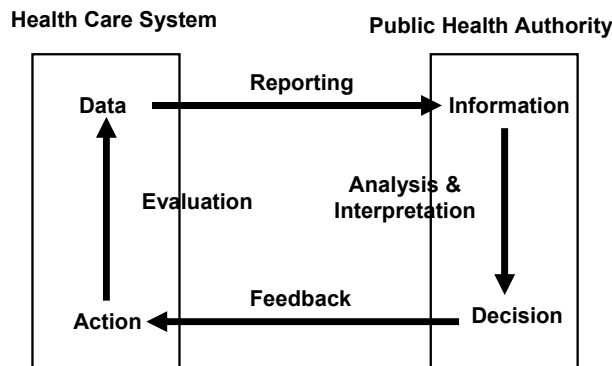 Health Care System
Public Health Authority
Reporting
Data
Information
Evaluation
Analysis &
Interpretation
Feedback
Action
Decision